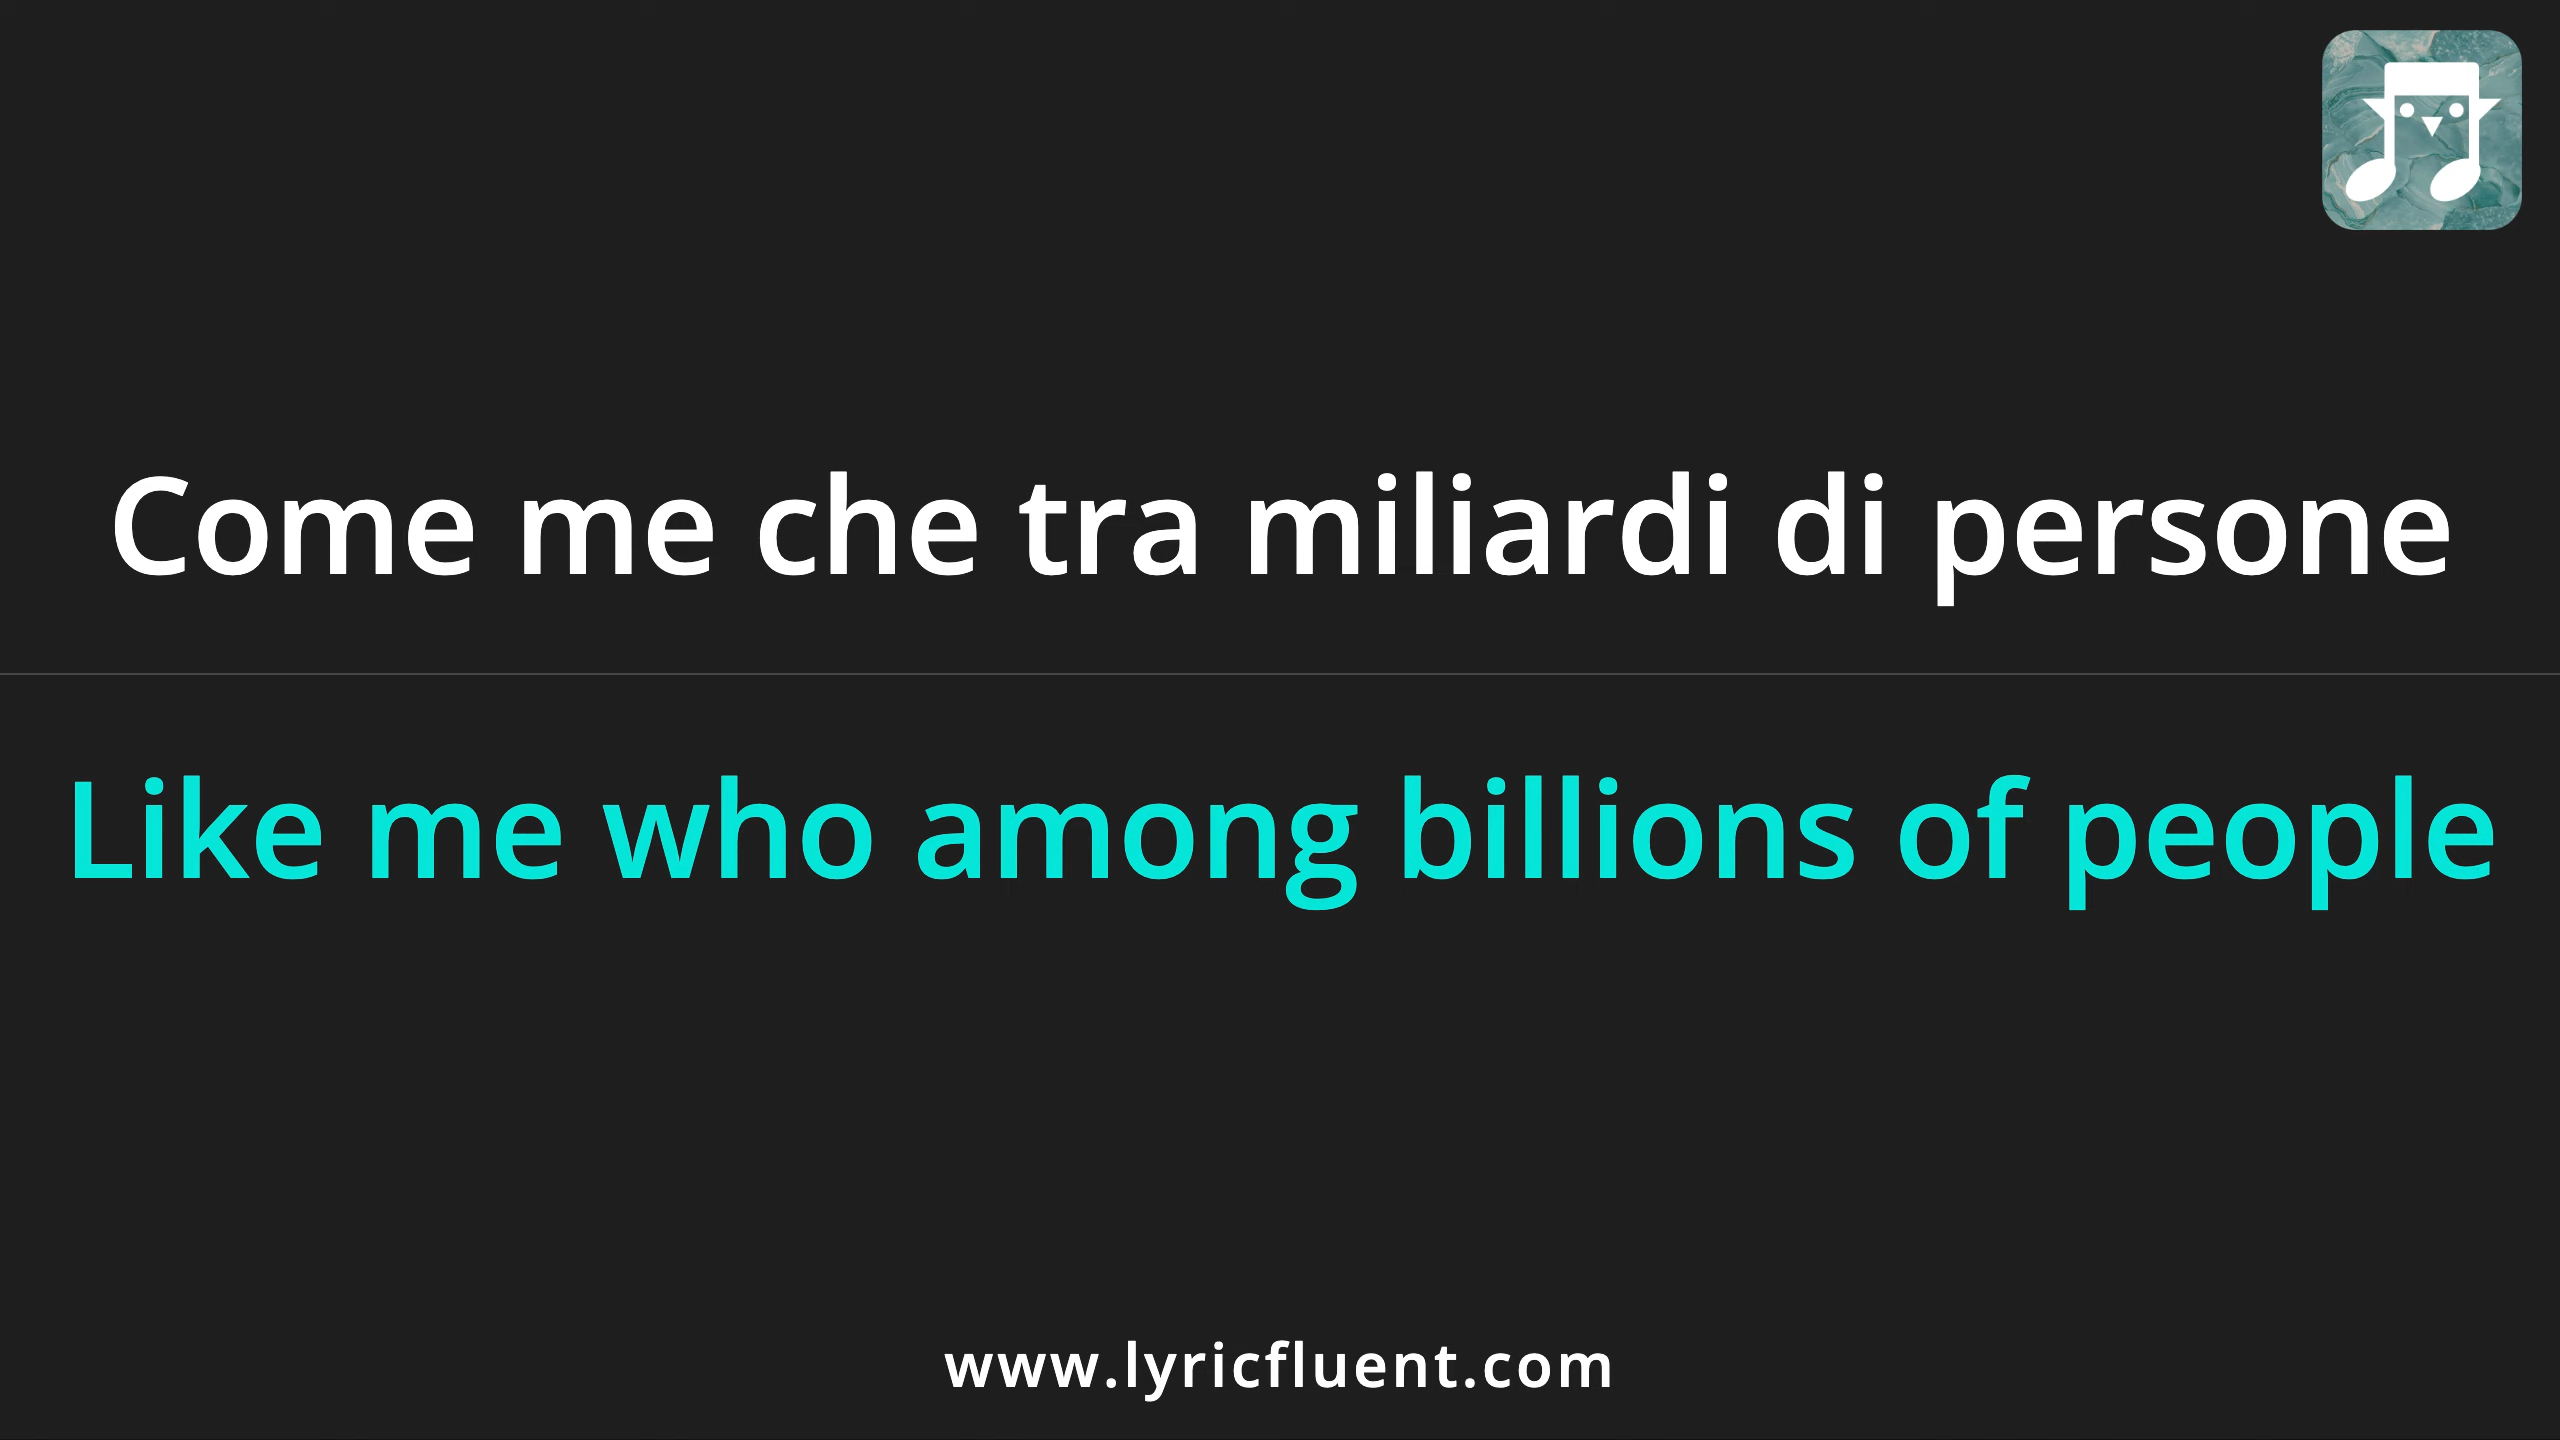 Come me che tra miliardi di persone
Like me who among billions of people
www.lyricfluent.com